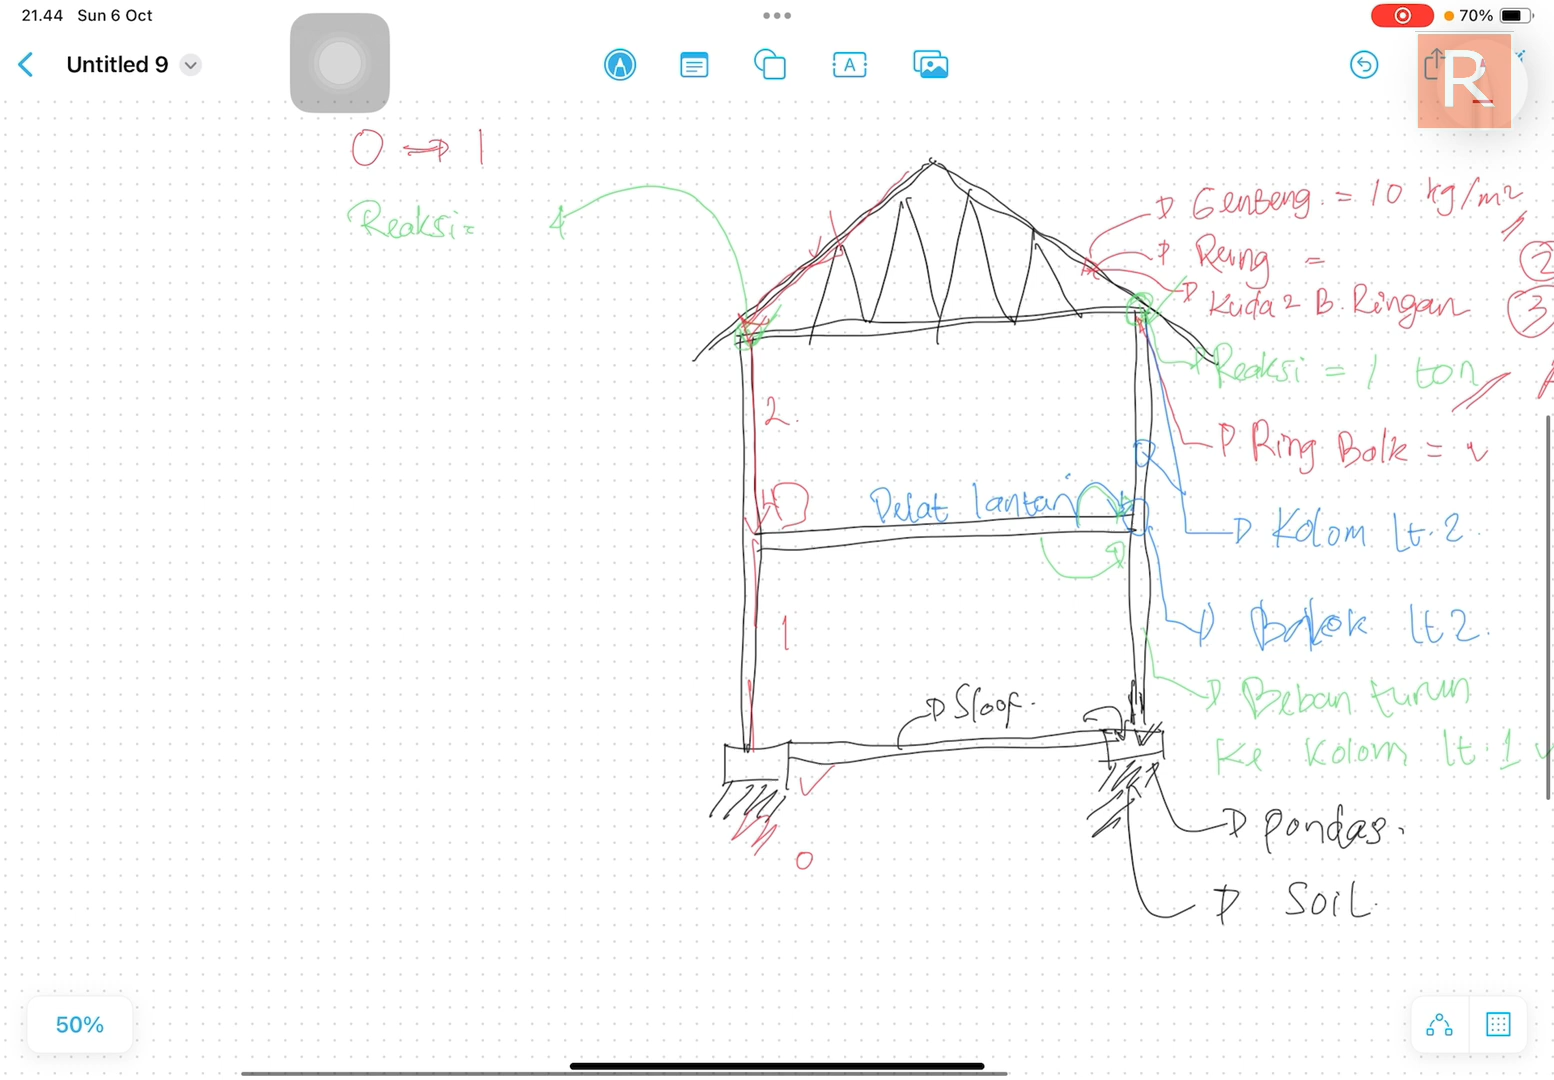 21.44 Sun 6 Oct
70%
Untitled 9
A
R
0 → 1
Reaksi =
Genteng = 10 kg/m2
Reng =
2
Kuda2 B. Ringan
3
Reaksi = 1 ton
Ring Balk =
2.
Pelat lantai
Kolom lt. 2.
1
Balok lt 2.
Beban turun
Ke Kolom lt. 1
Sloof.
Pondas.
0
Soil.
50%